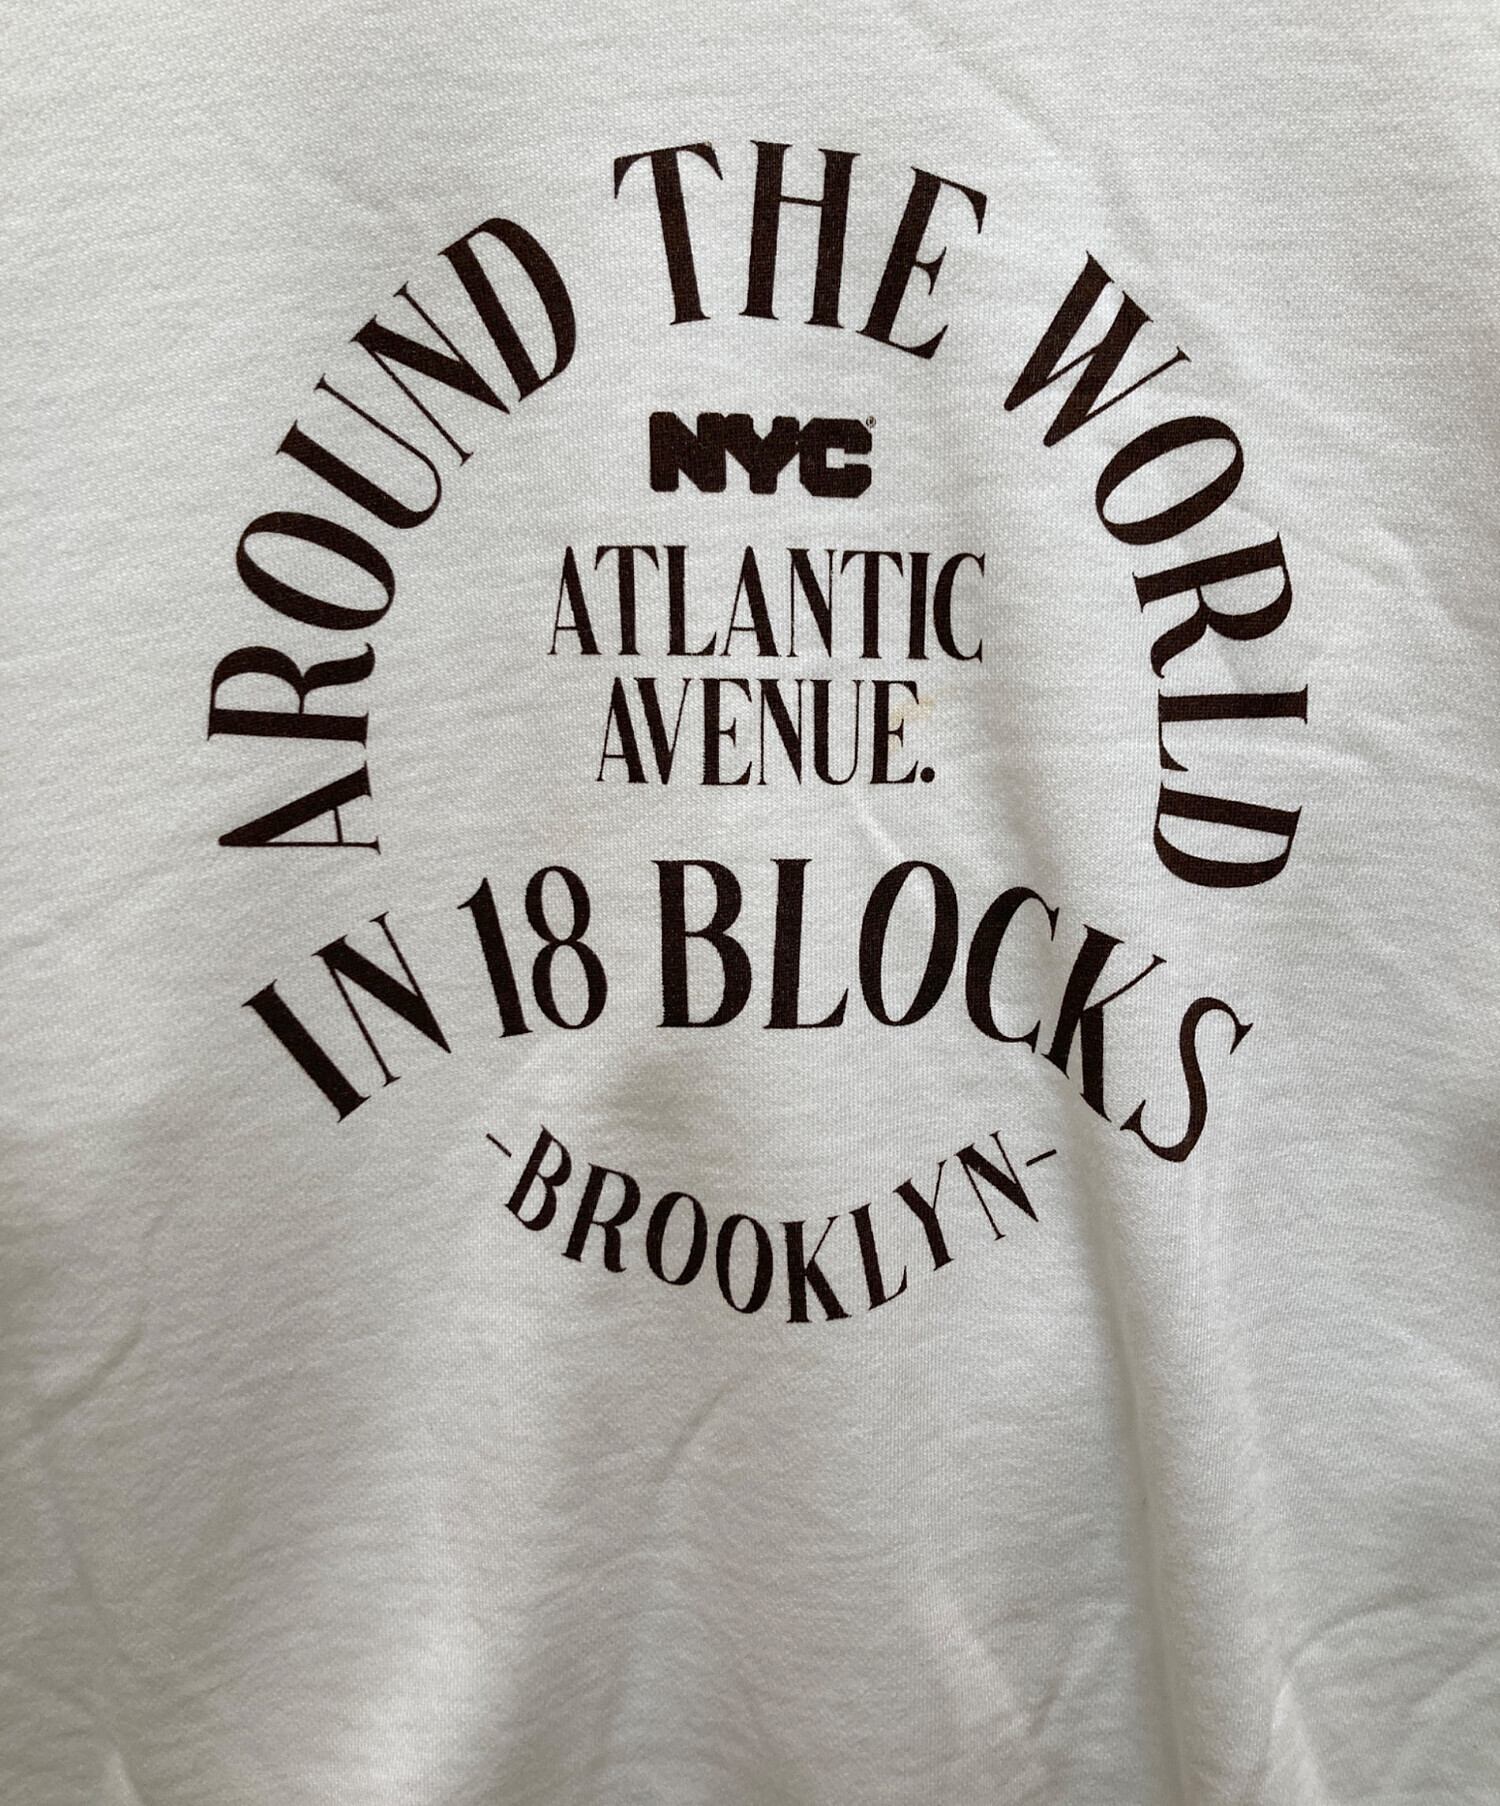 AROUND THE WORLD
NYC®
ATLANTIC
AVENUE.
IN 18 BLOCKS
-BROOKLYN-